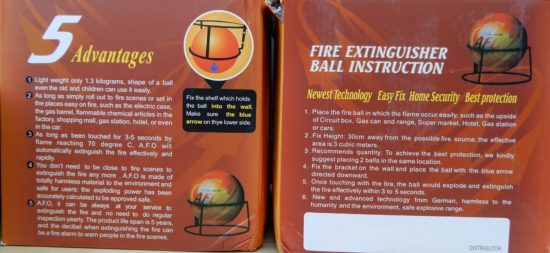 5 Advantages
1 Light weight only 1.3 kilograms, shape of a ball
even the old and children can use it easily.
2 As long as simply roll out to fire scenes or set in
the places easy on fire, such as the electric case,
the gas barrel, flammable chemical articles in the
factory, shopping mall, gas station, hotel, or even
in the car.
3 As long as been touched for 3-5 seconds by
flame reaching 70 degree C, A.F.O will
automatically extinguish the fire effectively and
rapidly.
4 You don't need to be close to fire scenes to
extinguish the fire any more . A.F.O is made of
totally harmless material to the environment and
safe for users: the exploding power has been
accurately calculated to be approved safe.
5 A.F.O, it can be always at your service to
extinguish the fire and no need to do regular
inspection yearly. The product life span is 5 years,
and the decibel when extinguishing the fire can
be a fire alarm to warn people in the fire scenes.
Fix the shelf which holds
the ball into the wall.
Make sure the blue
arrow on thye lower side.
FIRE EXTINGUISHER
BALL INSTRUCTION
Newest Technology Easy Fix Home Security Best protection
1. Place the fire ball in which the flame occur easily, such as the upside
of Circuit box, Gas can and range, Super market, Hotel, Gas station
or cars.
2. Fix Height: 30cm away from the possible fire source, the effective
area is 3 cubic meters.
3. Recommends quantity: To achieve the best protection, we kindly
suggest placing 2 balls in the same location.
4. Fix the bracket on the wall and place the ball with the blue arrow
directed downward.
5. Once touching with the fire, the ball would explode and extinguish
the fire effectively within 3 to 5 seconds.
6. New and advanced technology from German, harmless to the
humanity and the environment, safe explosive range.
DISTRIBUTOR